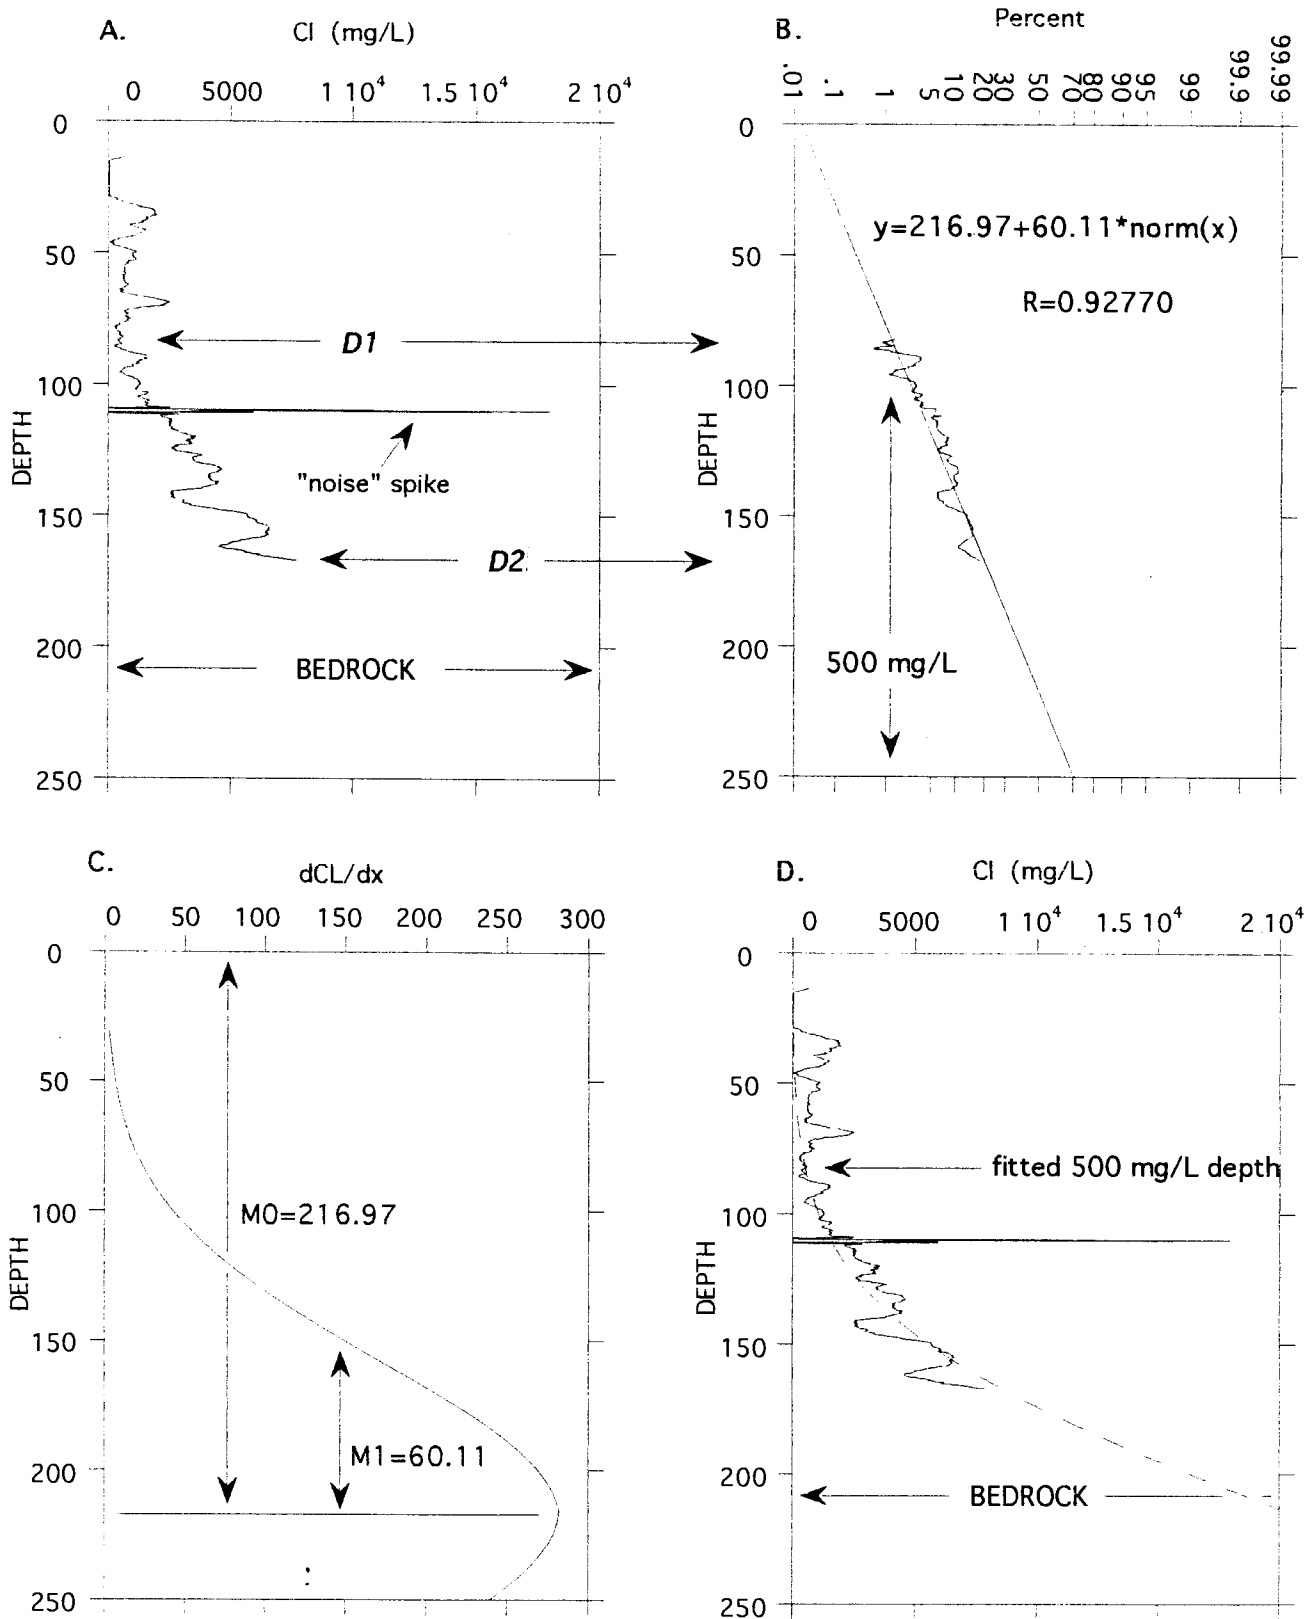 A.
Cl (mg/L)
0 5000 1 10⁴ 1.5 10⁴ 2 10⁴
0
50
100
150
200
250
DEPTH
D1
"noise" spike
D2
BEDROCK
B.
Percent
.01 .1 1 5 10 20 30 50 70 80 90 95 99 99.9 99.99
0
50
100
150
200
250
DEPTH
y=216.97+60.11*norm(x)
R=0.92770
500 mg/L
C.
dCL/dx
0 50 100 150 200 250 300
0
50
100
150
200
250
DEPTH
M0=216.97
M1=60.11
D.
Cl (mg/L)
0 5000 1 10⁴ 1.5 10⁴ 2 10⁴
0
50
100
150
200
250
DEPTH
fitted 500 mg/L depth
BEDROCK